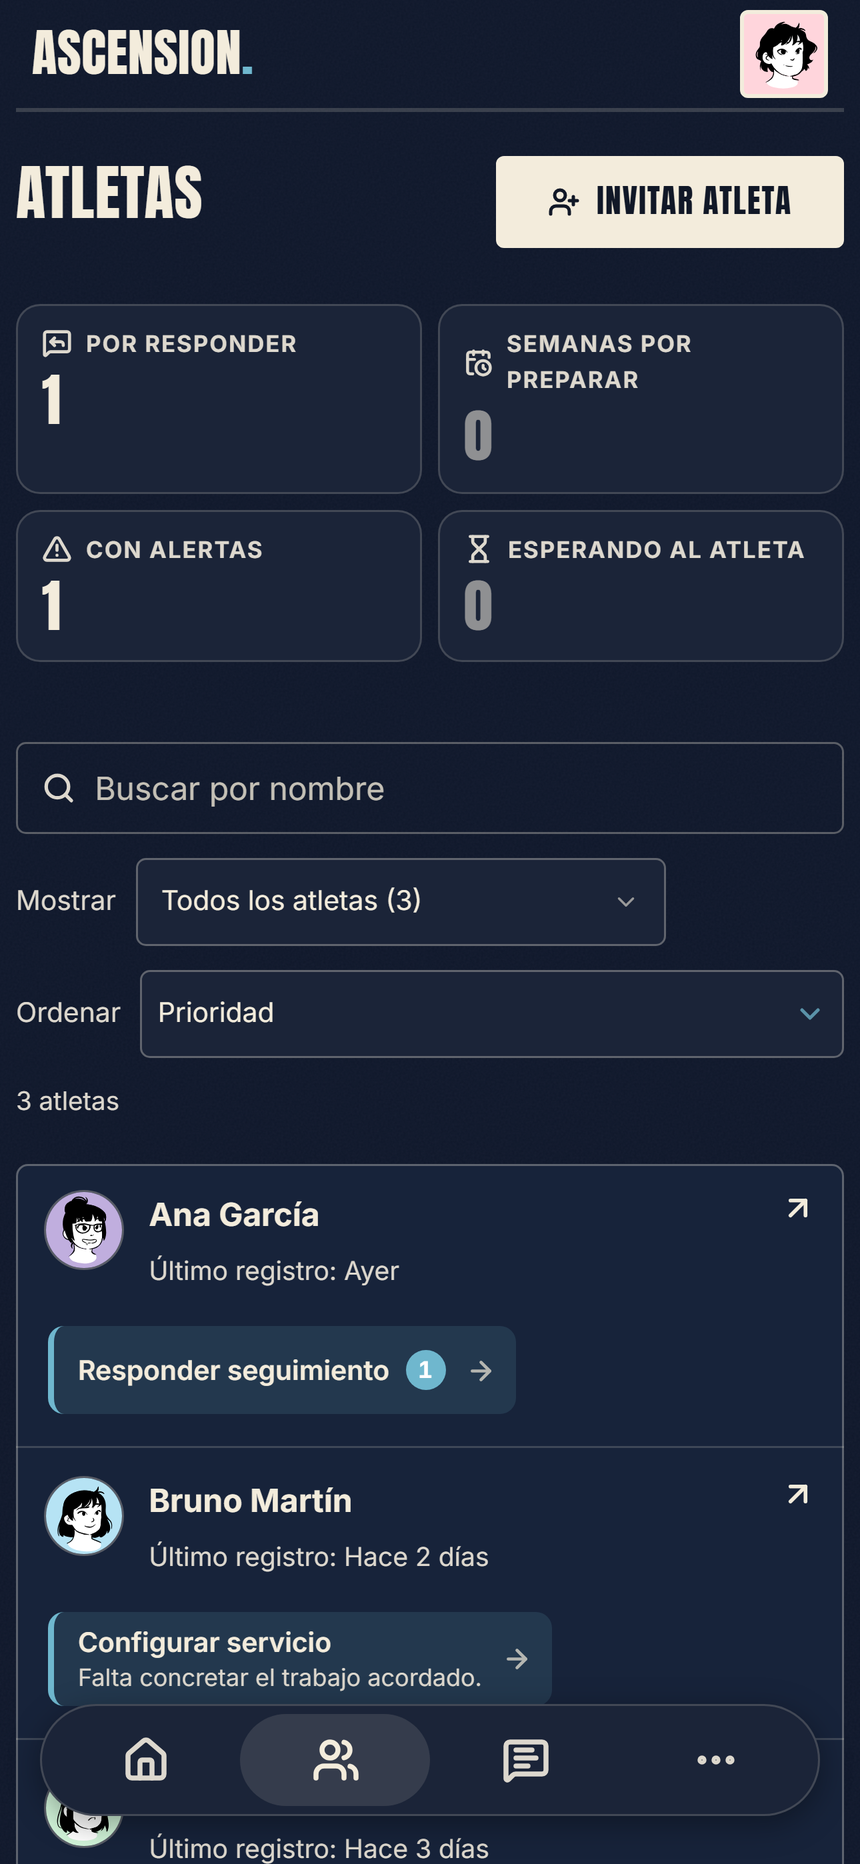 ASCENSION.
ATLETAS
INVITAR ATLETA
POR RESPONDER
1
SEMANAS POR
PREPARAR
0
CON ALERTAS
1
ESPERANDO AL ATLETA
0
Buscar por nombre
Mostrar
Todos los atletas (3)
Ordenar
Prioridad
3 atletas
Ana García
Último registro: Ayer
Responder seguimiento 1
Bruno Martín
Último registro: Hace 2 días
Configurar servicio
Falta concretar el trabajo acordado.
Último registro: Hace 3 días